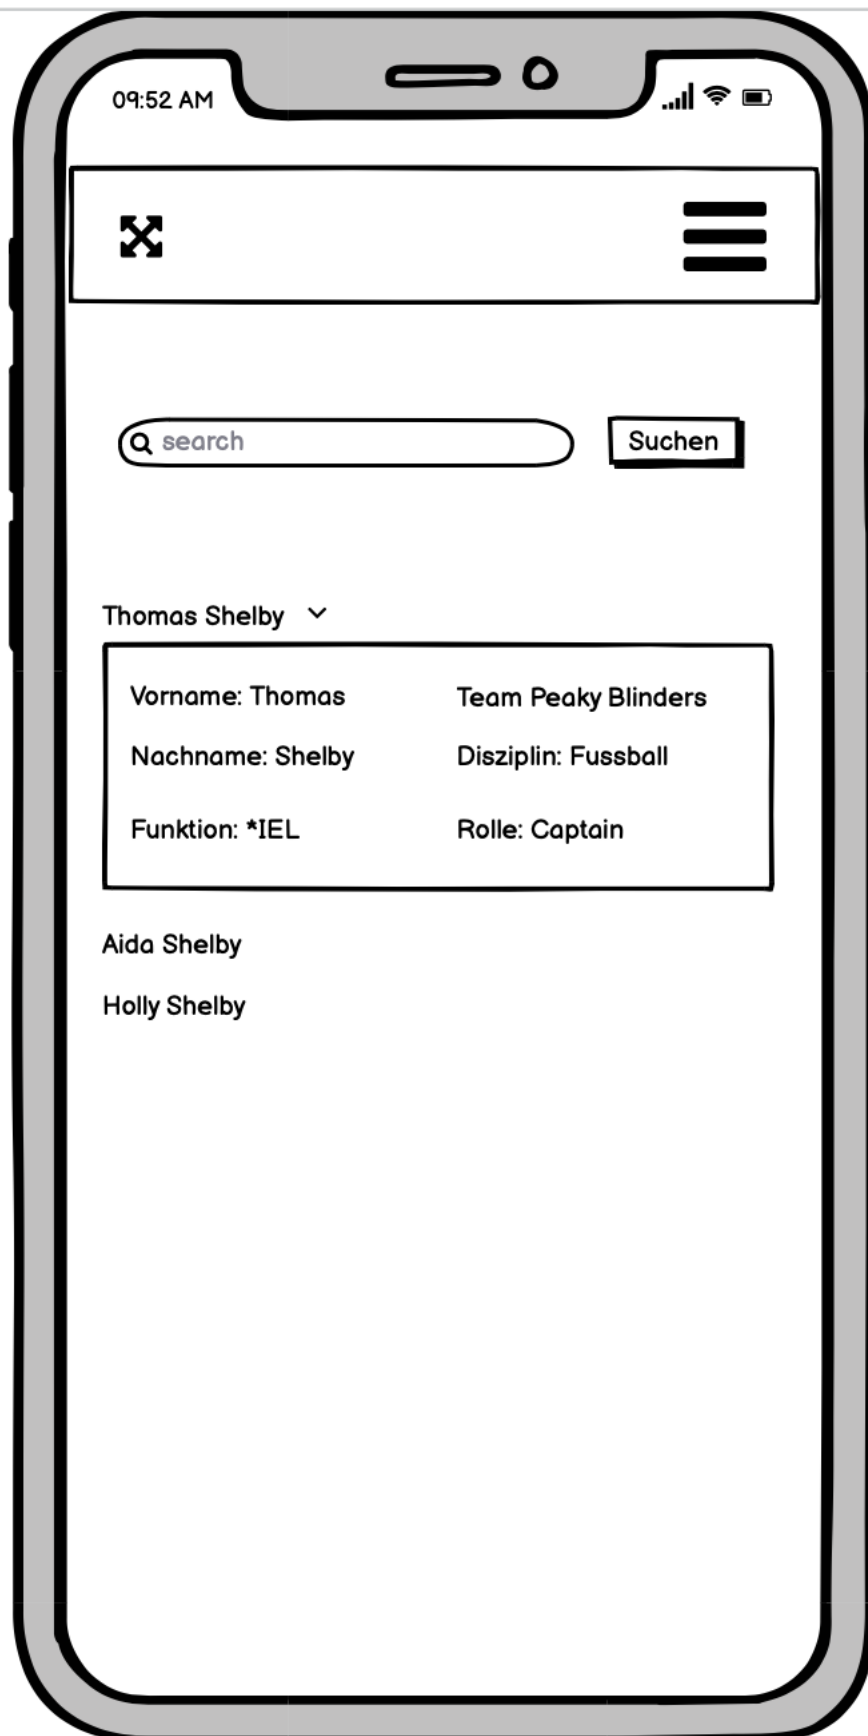 09:52 AM
search
Suchen
Thomas Shelby
Vorname: Thomas
Team Peaky Blinders
Nachname: Shelby
Disziplin: Fussball
Funktion: *IEL
Rolle: Captain
Aida Shelby
Holly Shelby